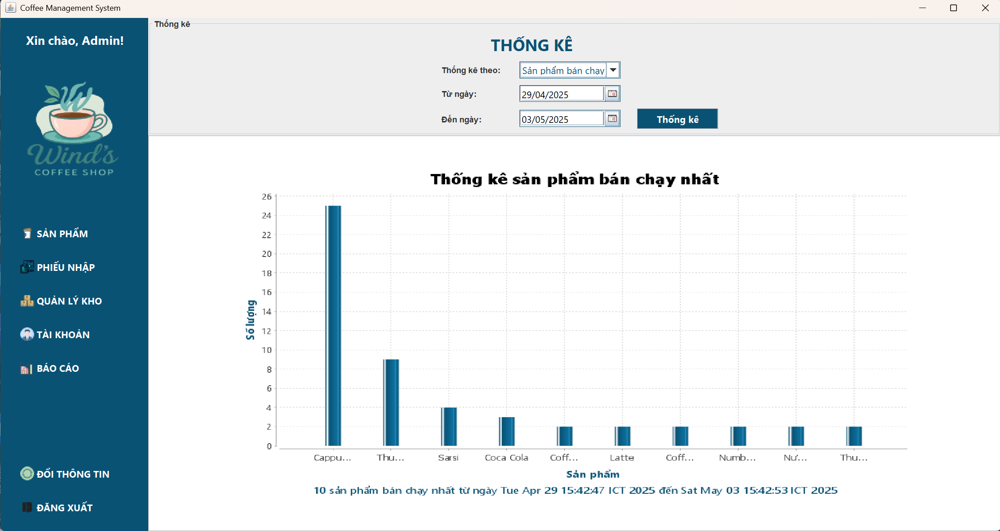 Coffee Management System
Xin chào, Admin!
Wind's
COFFEE SHOP
SẢN PHẨM
PHIẾU NHẬP
QUẢN LÝ KHO
TÀI KHOẢN
BÁO CÁO
ĐỔI THÔNG TIN
ĐĂNG XUẤT
Thống kê
THỐNG KÊ
Thống kê theo: Sản phẩm bán chạy
Từ ngày: 29/04/2025
Đến ngày: 03/05/2025 Thống kê
Thống kê sản phẩm bán chạy nhất
26
24
22
20
18
16
14
12
10
8
6
4
2
0
Số lượng
Cappu... Thu... Sarsi Coca Cola Coff... Latte Coff... Numb... Nư... Thu...
Sản phẩm
10 sản phẩm bán chạy nhất từ ngày Tue Apr 29 15:42:47 ICT 2025 đến Sat May 03 15:42:53 ICT 2025